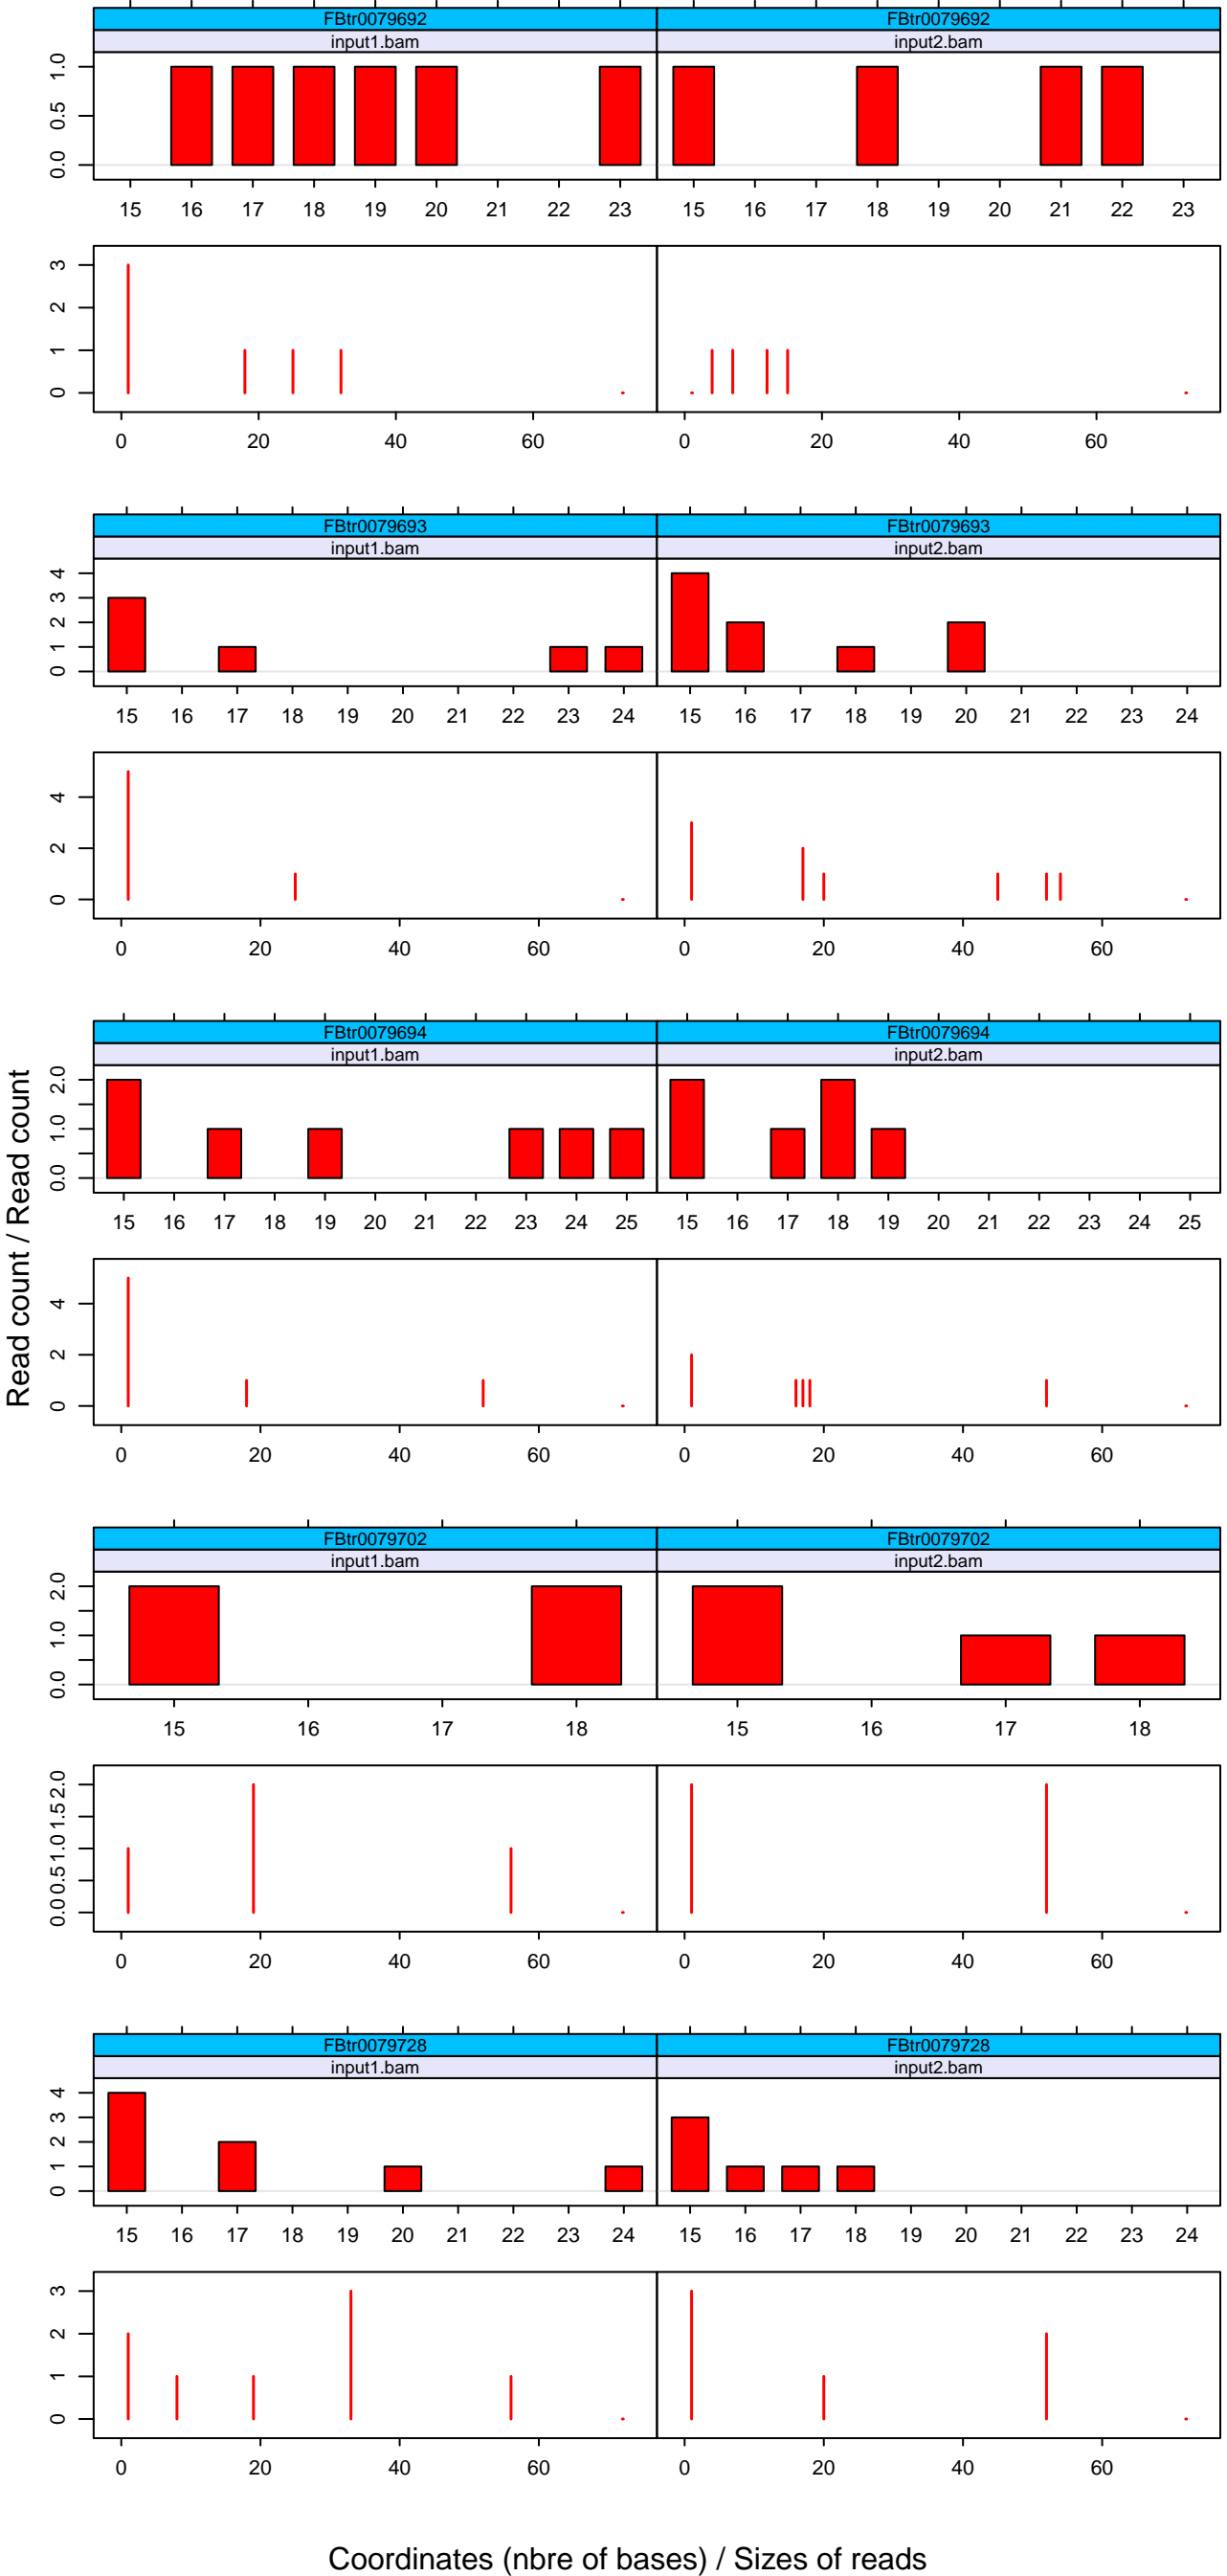 FBtr0079692 FBtr0079692
input1.bam input2.bam
0.0 0.5 1.0
15 16 17 18 19 20 21 22 23 15 16 17 18 19 20 21 22 23
0 1 2 3
0 20 40 60 0 20 40 60
FBtr0079693 FBtr0079693
input1.bam input2.bam
0 1 2 3 4
15 16 17 18 19 20 21 22 23 24 15 16 17 18 19 20 21 22 23 24
0 2 4
0 20 40 60 0 20 40 60
FBtr0079694 FBtr0079694
input1.bam input2.bam
0.0 1.0 2.0
15 16 17 18 19 20 21 22 23 24 25 15 16 17 18 19 20 21 22 23 24 25
0 2 4
0 20 40 60 0 20 40 60
FBtr0079702 FBtr0079702
input1.bam input2.bam
0.0 1.0 2.0
15 16 17 18 15 16 17 18
0.0 0.5 1.0 1.5 2.0
0 20 40 60 0 20 40 60
FBtr0079728 FBtr0079728
input1.bam input2.bam
0 1 2 3 4
15 16 17 18 19 20 21 22 23 24 15 16 17 18 19 20 21 22 23 24
0 1 2 3
0 20 40 60 0 20 40 60
Read count / Read count
Coordinates (nbre of bases) / Sizes of reads